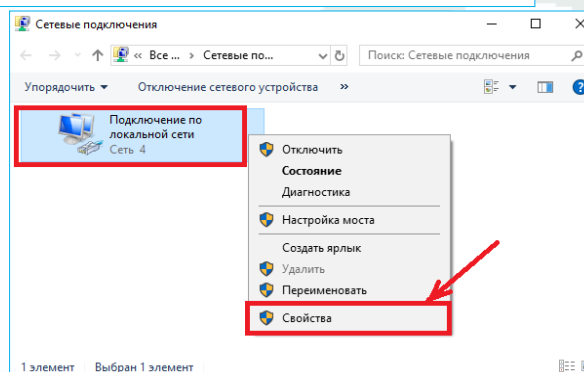 Сетевые подключения
« Все ... › Сетевые по...
Поиск: Сетевые подключения
Упорядочить
Отключение сетевого устройства
»
Подключение по
локальной сети
Сеть 4
Отключить
Состояние
Диагностика
Настройка моста
Создать ярлык
Удалить
Переименовать
Свойства
1 элемент
Выбран 1 элемент